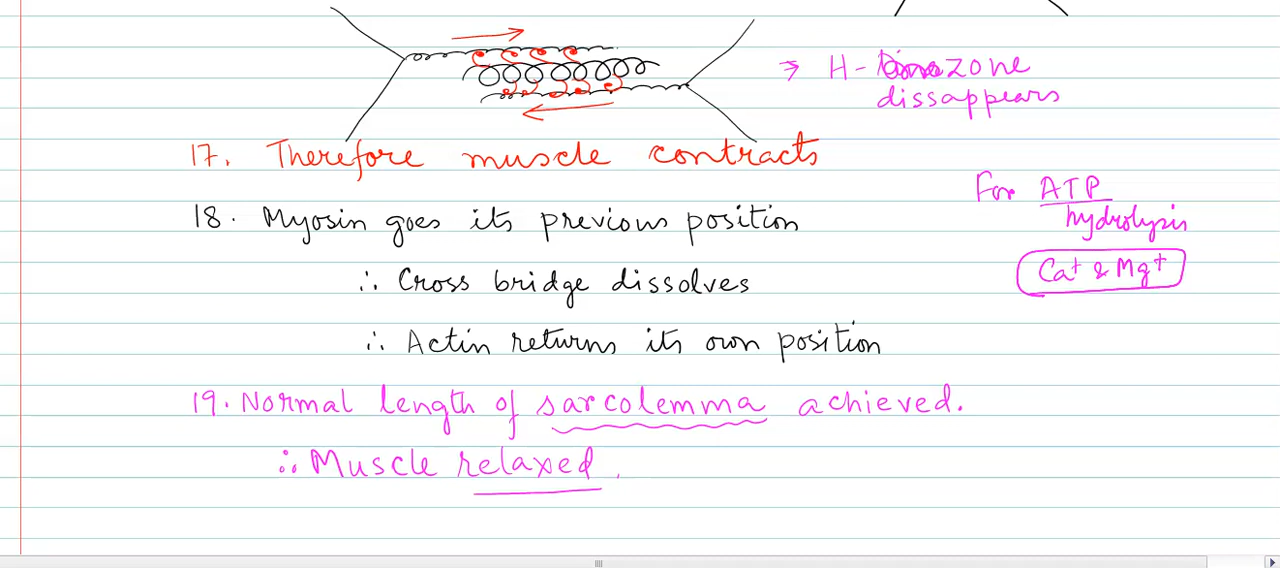 → H- zone
dissappears
17. Therefore muscle contracts
For ATP
hydrolysis
18. Myosin goes its previous position
Ca+ & Mg+
∴ Cross bridge dissolves
∴ Actin returns its own position
19. Normal length of sarcolemma achieved.
∴ Muscle relaxed.